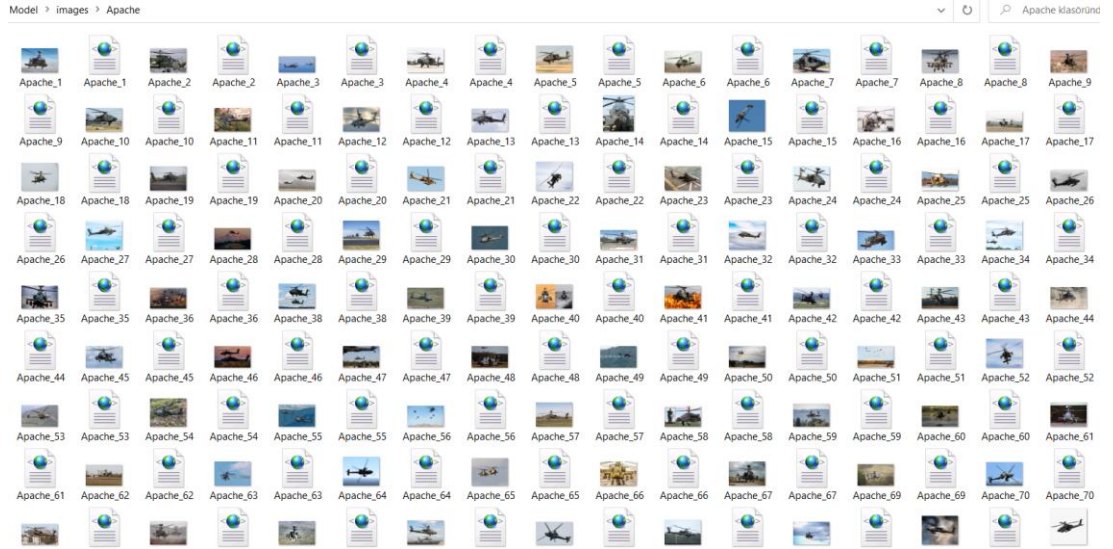 Model > images > Apache
Apache klasöründ
Apache_1 Apache_1 Apache_2 Apache_2 Apache_3 Apache_3 Apache_4 Apache_4 Apache_5 Apache_5 Apache_6 Apache_6 Apache_7 Apache_7 Apache_8 Apache_8 Apache_9
Apache_9 Apache_10 Apache_10 Apache_11 Apache_11 Apache_12 Apache_12 Apache_13 Apache_13 Apache_14 Apache_14 Apache_15 Apache_15 Apache_16 Apache_16 Apache_17 Apache_17
Apache_18 Apache_18 Apache_19 Apache_19 Apache_20 Apache_20 Apache_21 Apache_21 Apache_22 Apache_22 Apache_23 Apache_23 Apache_24 Apache_24 Apache_25 Apache_25 Apache_26
Apache_26 Apache_27 Apache_27 Apache_28 Apache_28 Apache_29 Apache_29 Apache_30 Apache_30 Apache_31 Apache_31 Apache_32 Apache_32 Apache_33 Apache_33 Apache_34 Apache_34
Apache_35 Apache_35 Apache_36 Apache_36 Apache_38 Apache_38 Apache_39 Apache_39 Apache_40 Apache_40 Apache_41 Apache_41 Apache_42 Apache_42 Apache_43 Apache_43 Apache_44
Apache_44 Apache_45 Apache_45 Apache_46 Apache_46 Apache_47 Apache_47 Apache_48 Apache_48 Apache_49 Apache_49 Apache_50 Apache_50 Apache_51 Apache_51 Apache_52 Apache_52
Apache_53 Apache_53 Apache_54 Apache_54 Apache_55 Apache_55 Apache_56 Apache_56 Apache_57 Apache_57 Apache_58 Apache_58 Apache_59 Apache_59 Apache_60 Apache_60 Apache_61
Apache_61 Apache_62 Apache_62 Apache_63 Apache_63 Apache_64 Apache_64 Apache_65 Apache_65 Apache_66 Apache_66 Apache_67 Apache_67 Apache_69 Apache_69 Apache_70 Apache_70